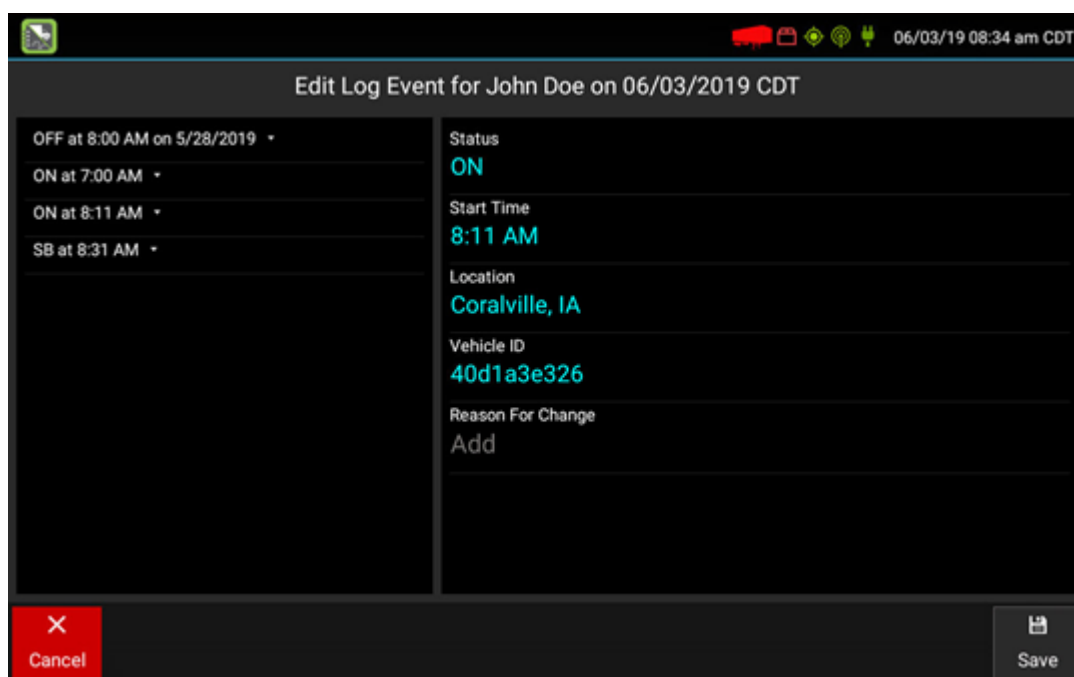 06/03/19 08:34 am CDT
Edit Log Event for John Doe on 06/03/2019 CDT
OFF at 8:00 AM on 5/28/2019
ON at 7:00 AM
ON at 8:11 AM
SB at 8:31 AM
Status
ON
Start Time
8:11 AM
Location
Coralville, IA
Vehicle ID
40d1a3e326
Reason For Change
Add
Cancel
Save